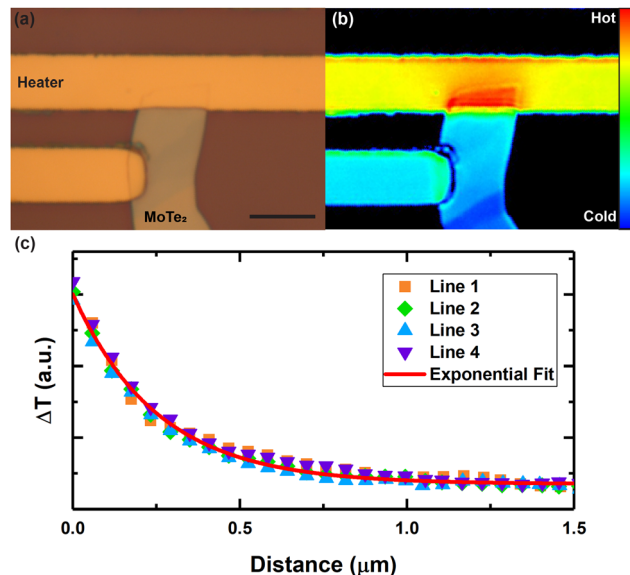 (a)
Heater
MoTe₂
(b)
Hot
Cold
(c)
ΔT (a.u.)
Line 1
Line 2
Line 3
Line 4
Exponential Fit
0.0 0.5 1.0 1.5
Distance (μm)